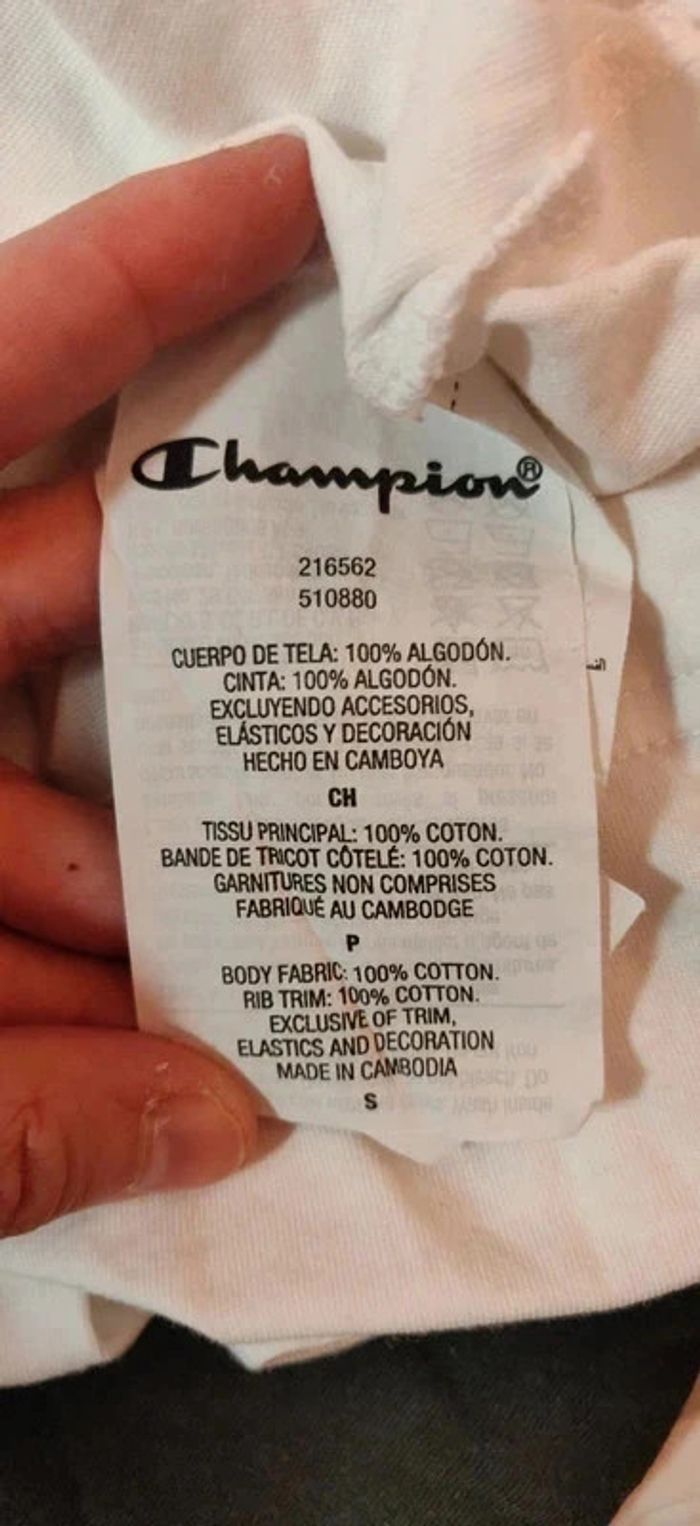 Champion®
216562
510880
CUERPO DE TELA: 100% ALGODÓN.
CINTA: 100% ALGODÓN.
EXCLUYENDO ACCESORIOS,
ELÁSTICOS Y DECORACIÓN
HECHO EN CAMBOYA
CH
TISSU PRINCIPAL: 100% COTON.
BANDE DE TRICOT CÔTELÉ: 100% COTON.
GARNITURES NON COMPRISES
FABRIQUÉ AU CAMBODGE
P
BODY FABRIC: 100% COTTON.
RIB TRIM: 100% COTTON.
EXCLUSIVE OF TRIM,
ELASTICS AND DECORATION
MADE IN CAMBODIA
S